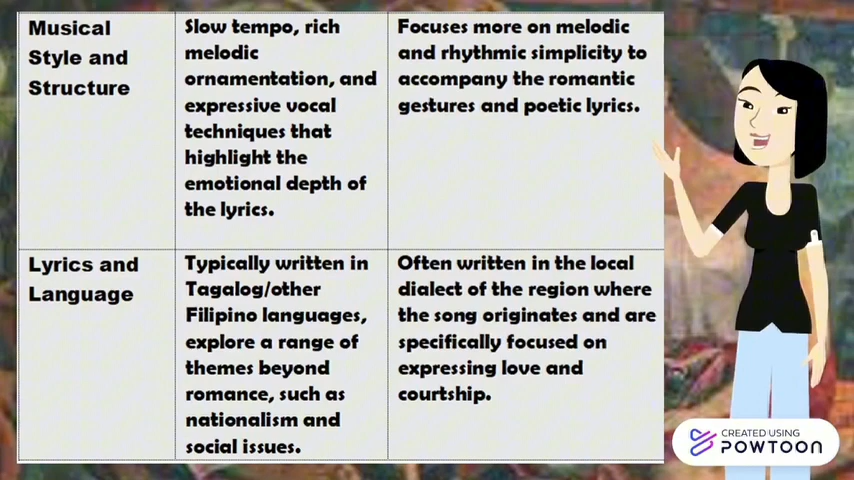 Musical
Style and
Structure
Slow tempo, rich
melodic
ornamentation, and
expressive vocal
techniques that
highlight the
emotional depth of
the lyrics.
Focuses more on melodic
and rhythmic simplicity to
accompany the romantic
gestures and poetic lyrics.
Lyrics and
Language
Typically written in
Tagalog/other
Filipino languages,
explore a range of
themes beyond
romance, such as
nationalism and
social issues.
Often written in the local
dialect of the region where
the song originates and are
specifically focused on
expressing love and
courtship.
CREATED USING
POWTOON